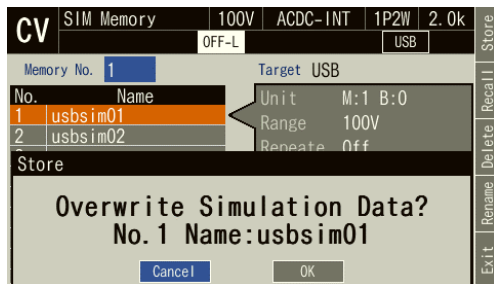 CV SIM Memory 100V ACDC-INT 1P2W 2.0k
OFF-L USB
Memory No. 1 Target USB
No. Name
1 usbsim01
2 usbsim02
Unit M:1 B:0
Range 100V
Repeate Off
Store
Overwrite Simulation Data?
No.1 Name:usbsim01
Cancel OK
Store
Recall
Delete
Rename
Exit